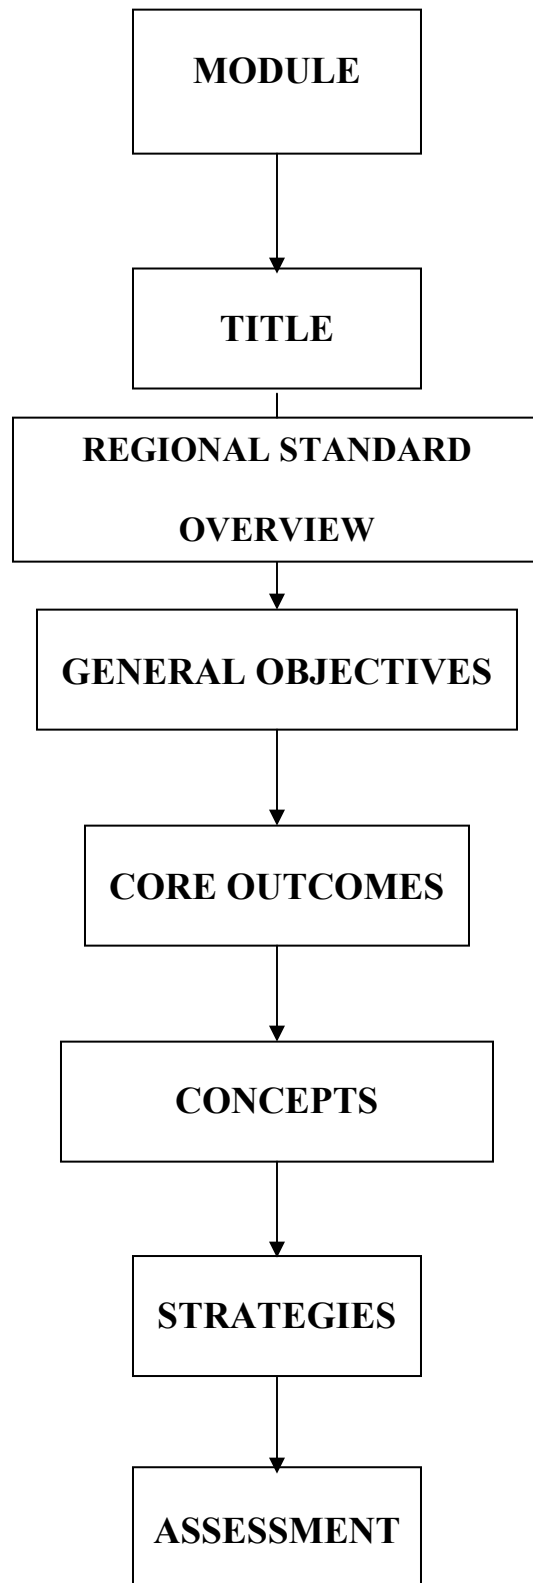 MODULE
TITLE
REGIONAL STANDARD
OVERVIEW
GENERAL OBJECTIVES
CORE OUTCOMES
CONCEPTS
STRATEGIES
ASSESSMENT